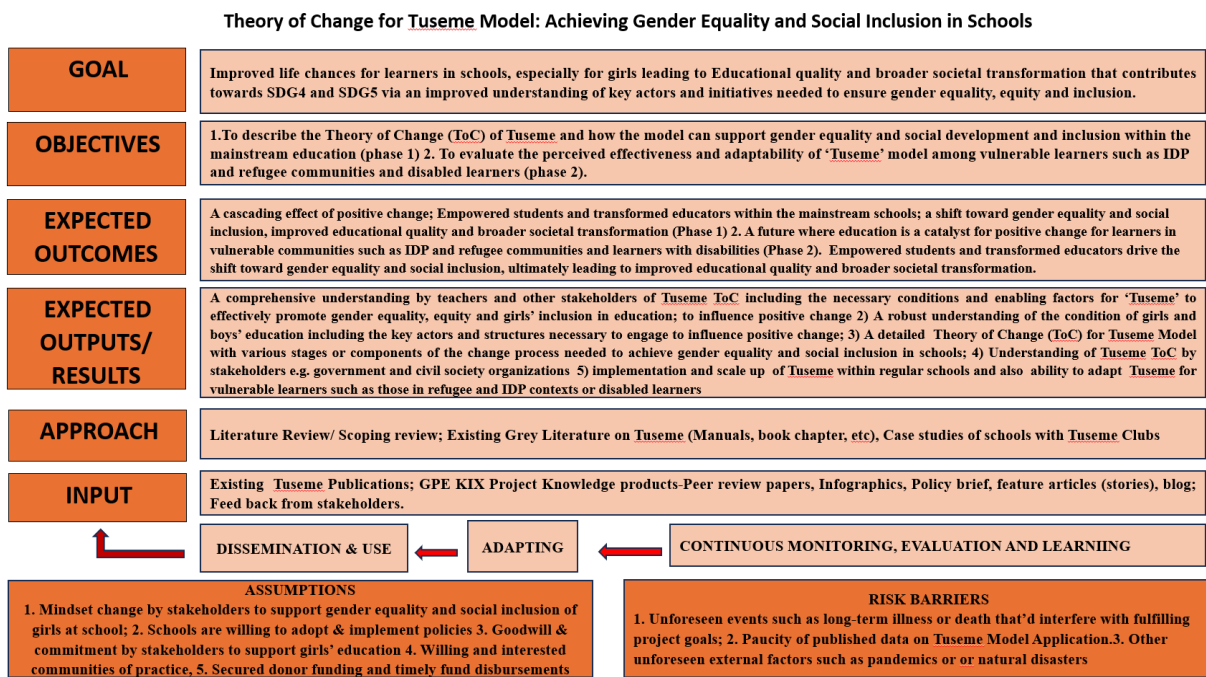 Theory of Change for Tuseme Model: Achieving Gender Equality and Social Inclusion in Schools
GOAL
Improved life chances for learners in schools, especially for girls leading to Educational quality and broader societal transformation that contributes
towards SDG4 and SDG5 via an improved understanding of key actors and initiatives needed to ensure gender equality, equity and inclusion.
OBJECTIVES
1.To describe the Theory of Change (ToC) of Tuseme and how the model can support gender equality and social development and inclusion within the
mainstream education (phase 1) 2. To evaluate the perceived effectiveness and adaptability of ‘Tuseme’ model among vulnerable learners such as IDP
and refugee communities and disabled learners (phase 2).
EXPECTED
OUTCOMES
A cascading effect of positive change; Empowered students and transformed educators within the mainstream schools; a shift toward gender equality and social
inclusion, improved educational quality and broader societal transformation (Phase 1) 2. A future where education is a catalyst for positive change for learners in
vulnerable communities such as IDP and refugee communities and learners with disabilities (Phase 2).  Empowered students and transformed educators drive the
shift toward gender equality and social inclusion, ultimately leading to improved educational quality and broader societal transformation.
EXPECTED
OUTPUTS/
RESULTS
A comprehensive understanding by teachers and other stakeholders of Tuseme ToC including the necessary conditions and enabling factors for ‘Tuseme’ to
effectively promote gender equality, equity and girls’ inclusion in education; to influence positive change 2) A robust understanding of the condition of girls and
boys’ education including the key actors and structures necessary to engage to influence positive change; 3) A detailed Theory of Change (ToC) for Tuseme Model
with various stages or components of the change process needed to achieve gender equality and social inclusion in schools; 4) Understanding of Tuseme ToC by
stakeholders e.g. government and civil society organizations 5) implementation and scale up of Tuseme within regular schools and also ability to adapt Tuseme for
vulnerable learners such as those in refugee and IDP contexts or disabled learners
APPROACH
Literature Review/ Scoping review; Existing Grey Literature on Tuseme (Manuals, book chapter, etc), Case studies of schools with Tuseme Clubs
INPUT
Existing Tuseme Publications; GPE KIX Project Knowledge products-Peer review papers, Infographics, Policy brief, feature articles (stories), blog;
Feed back from stakeholders.
DISSEMINATION & USE
ADAPTING
CONTINUOUS MONITORING, EVALUATION AND LEARNIING
ASSUMPTIONS
1. Mindset change by stakeholders to support gender equality and social inclusion of
girls at school; 2. Schools are willing to adopt & implement policies 3. Goodwill &
commitment by stakeholders to support girls’ education 4. Willing and interested
communities of practice, 5. Secured donor funding and timely fund disbursements
RISK BARRIERS
1. Unforeseen events such as long-term illness or death that’d interfere with fulfilling
project goals; 2. Paucity of published data on Tuseme Model Application.3. Other
unforeseen external factors such as pandemics or or natural disasters